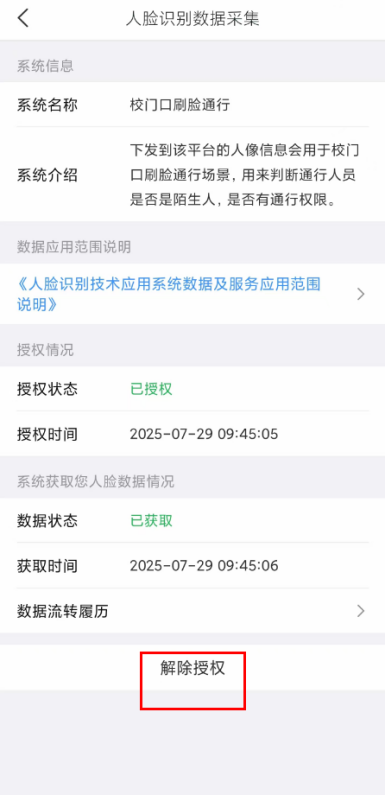 人脸识别数据采集
系统信息
系统名称 校门口刷脸通行
下发到该平台的人像信息会用于校门
系统介绍 口刷脸通行场景，用来判断通行人员
是否是陌生人，是否有通行权限。
数据应用范围说明
《人脸识别技术应用系统数据及服务应用范围
说明》
授权情况
授权状态 已授权
授权时间 2025-07-29 09:45:05
系统获取您人脸数据情况
数据状态 已获取
获取时间 2025-07-29 09:45:06
数据流转履历
解除授权